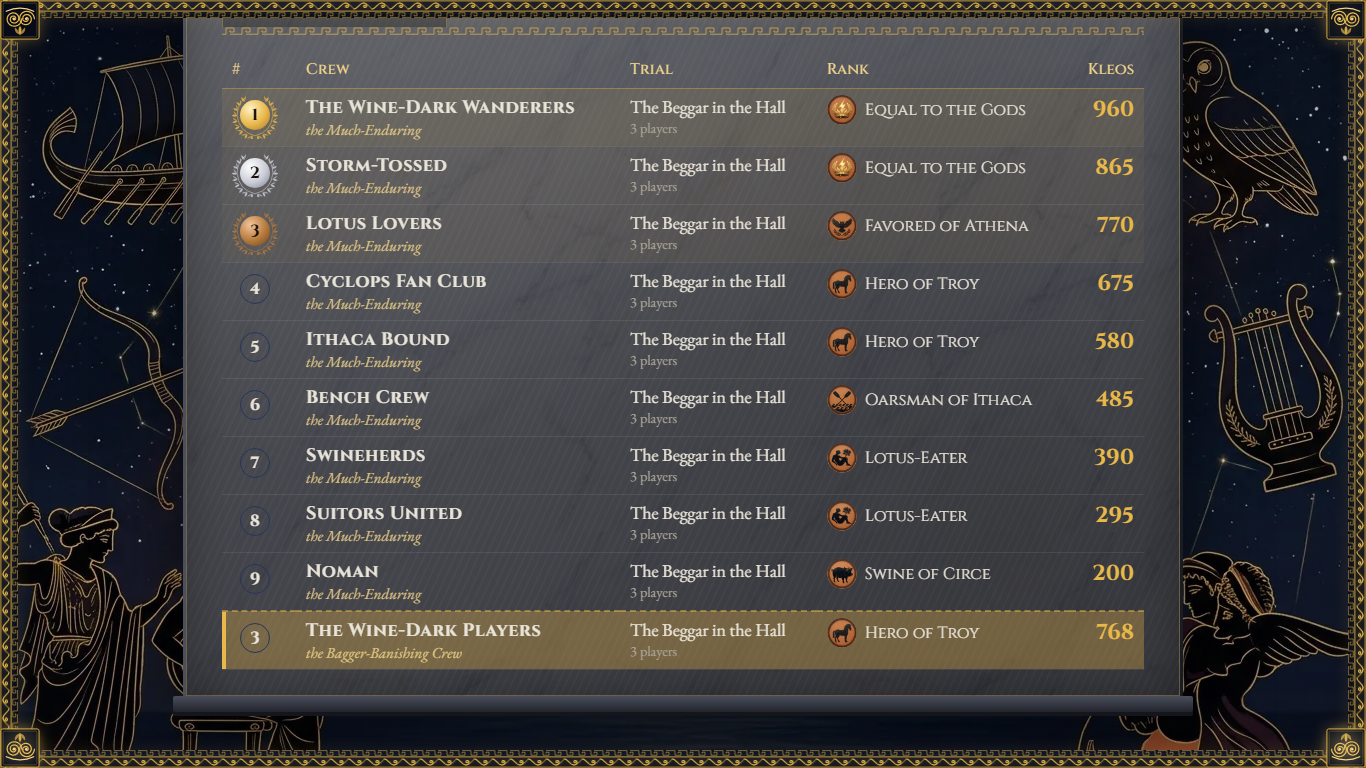 # Crew Trial Rank Kleos
1 The Wine-Dark Wanderers The Beggar in the Hall Equal to the Gods 960
the Much-Enduring 3 players
2 Storm-Tossed The Beggar in the Hall Equal to the Gods 865
the Much-Enduring 3 players
3 Lotus Lovers The Beggar in the Hall Favored of Athena 770
the Much-Enduring 3 players
4 Cyclops Fan Club The Beggar in the Hall Hero of Troy 675
the Much-Enduring 3 players
5 Ithaca Bound The Beggar in the Hall Hero of Troy 580
the Much-Enduring 3 players
6 Bench Crew The Beggar in the Hall Oarsman of Ithaca 485
the Much-Enduring 3 players
7 Swineherds The Beggar in the Hall Lotus-Eater 390
the Much-Enduring 3 players
8 Suitors United The Beggar in the Hall Lotus-Eater 295
the Much-Enduring 3 players
9 Noman The Beggar in the Hall Swine of Circe 200
the Much-Enduring 3 players
3 The Wine-Dark Players The Beggar in the Hall Hero of Troy 768
the Bagger-Banishing Crew 3 players